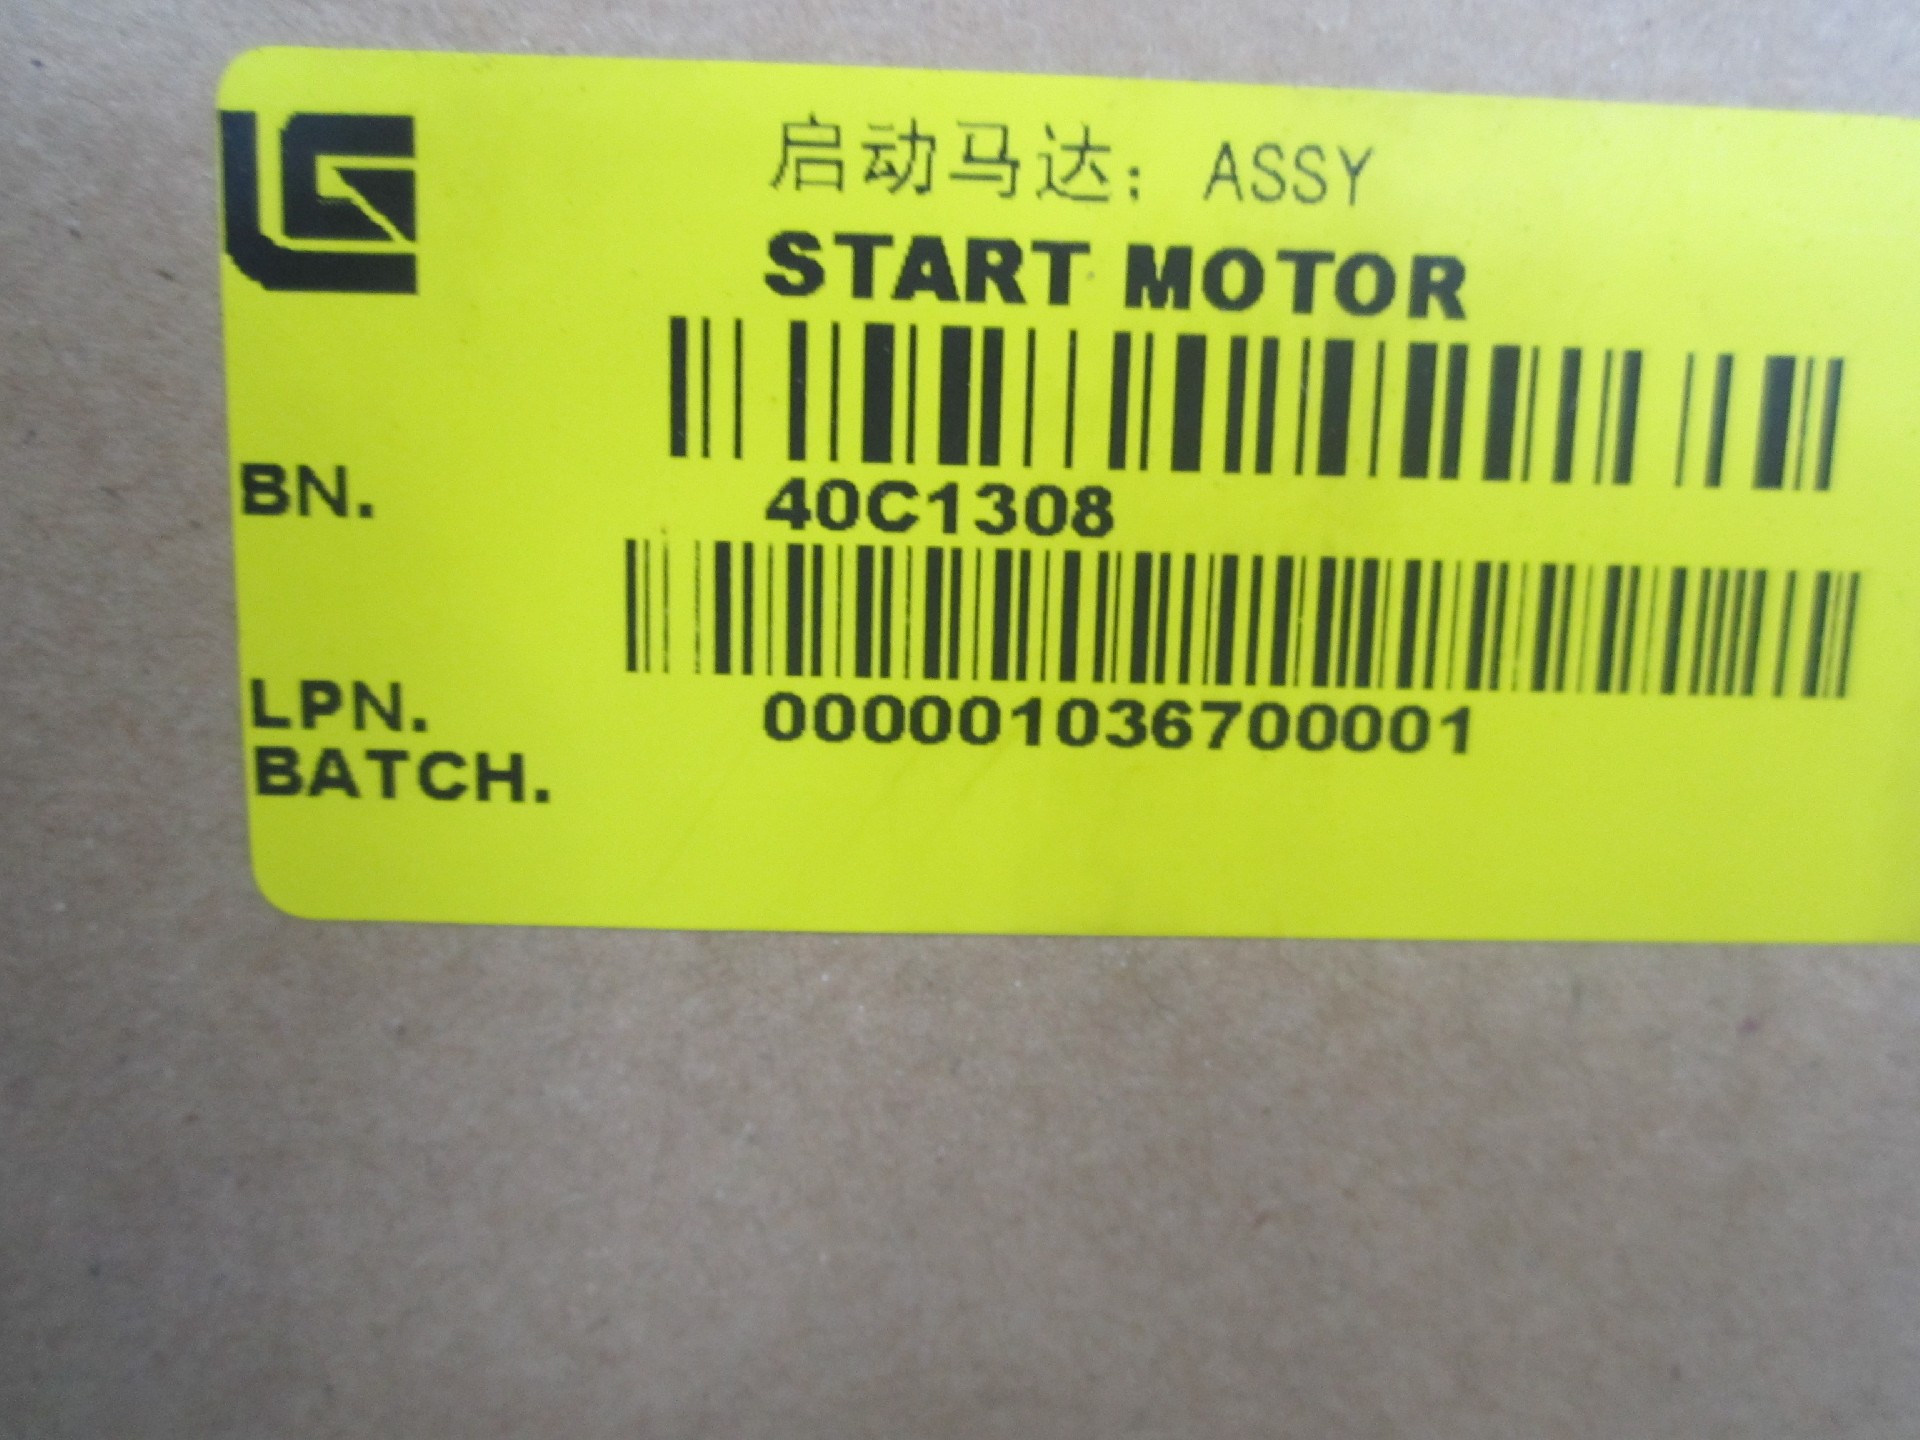 启动马达：ASSY
START MOTOR
BN. 40C1308
LPN. 000001036700001
BATCH.